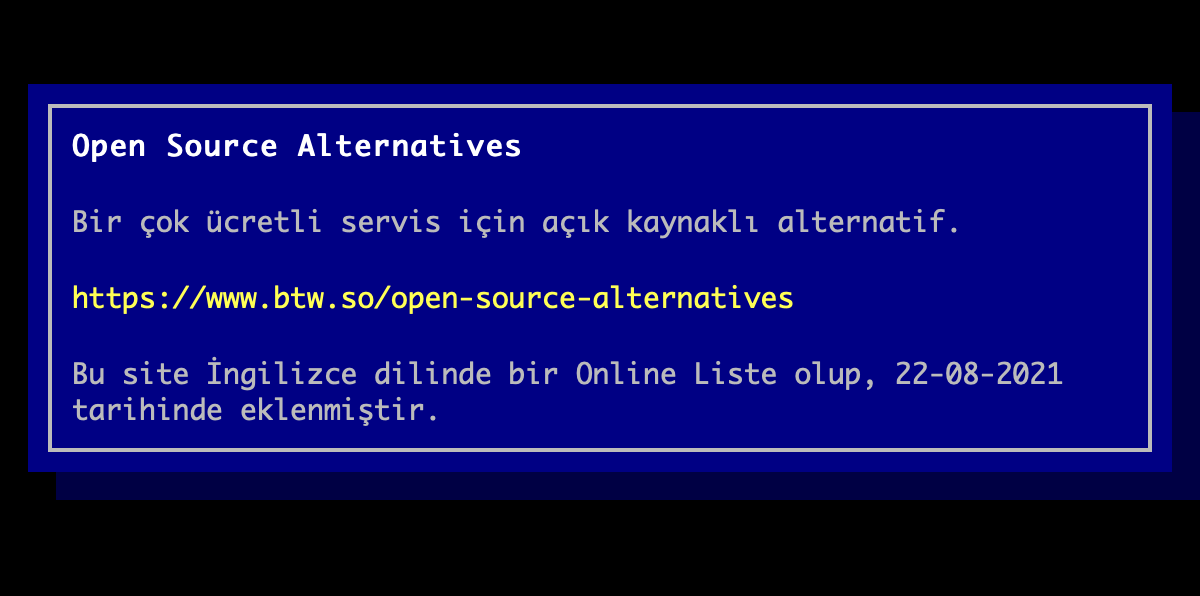 Open Source Alternatives
Bir çok ücretli servis için açık kaynaklı alternatif.
https://www.btw.so/open-source-alternatives
Bu site İngilizce dilinde bir Online Liste olup, 22-08-2021
tarihinde eklenmiştir.